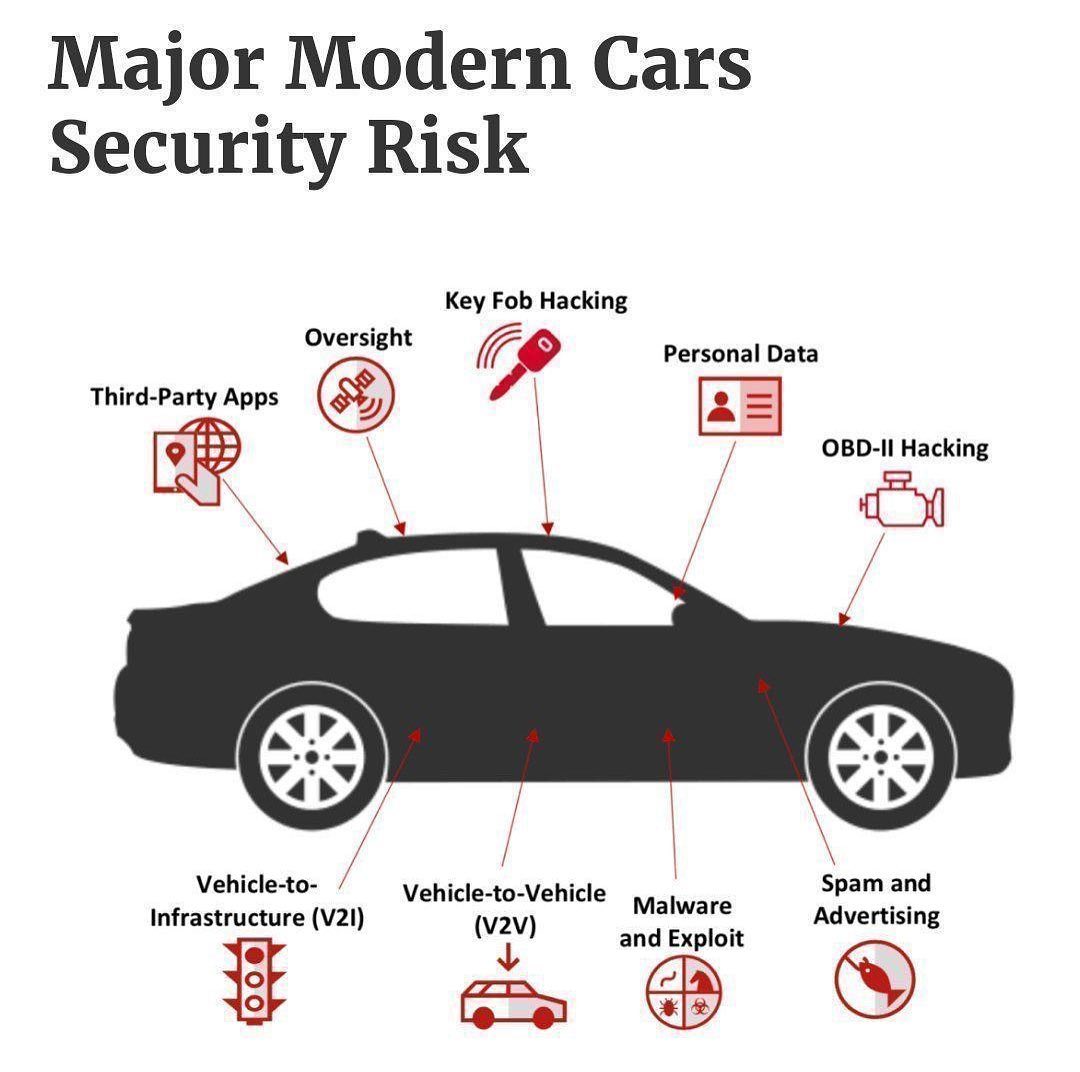 Major Modern Cars
Security Risk
Key Fob Hacking
Oversight
Personal Data
Third-Party Apps
OBD-II Hacking
Vehicle-to-
Infrastructure (V2I)
Vehicle-to-Vehicle
(V2V)
Malware
and Exploit
Spam and
Advertising